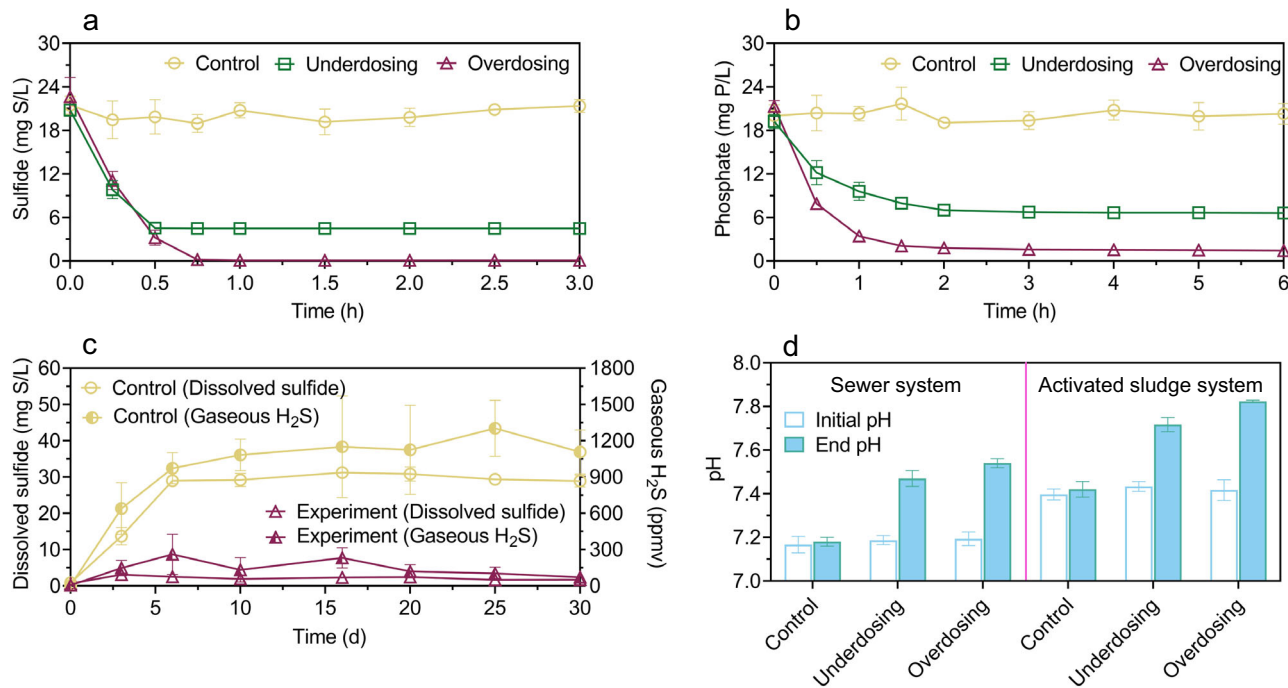 a
Control
Underdosing
Overdosing
Sulfide (mg S/L)
30
24
18
12
6
0
0.0
0.5
1.0
1.5
2.0
2.5
3.0
Time (h)
b
Control
Underdosing
Overdosing
Phosphate (mg P/L)
30
24
18
12
6
0
0
1
2
3
4
5
6
Time (h)
c
Control (Dissolved sulfide)
Control (Gaseous H₂S)
Experiment (Dissolved sulfide)
Experiment (Gaseous H₂S)
Dissolved sulfide (mg S/L)
60
50
40
30
20
10
0
Gaseous H₂S (ppmv)
1800
1500
1200
900
600
300
0
0
5
10
15
20
25
30
Time (d)
d
Sewer system
Activated sludge system
Initial pH
End pH
pH
8.0
7.8
7.6
7.4
7.2
7.0
Control
Underdosing
Overdosing
Control
Underdosing
Overdosing